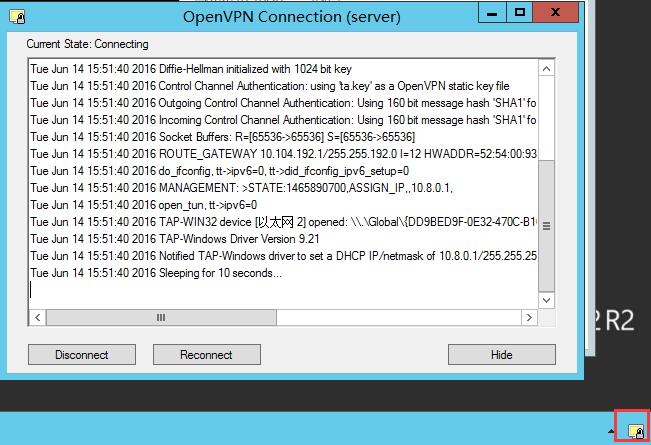 OpenVPN Connection (server)
Current State: Connecting
Tue Jun 14 15:51:40 2016 Diffie-Hellman initialized with 1024 bit key
Tue Jun 14 15:51:40 2016 Control Channel Authentication: using 'ta.key' as a OpenVPN static key file
Tue Jun 14 15:51:40 2016 Outgoing Control Channel Authentication: Using 160 bit message hash 'SHA1' fo
Tue Jun 14 15:51:40 2016 Incoming Control Channel Authentication: Using 160 bit message hash 'SHA1' fo
Tue Jun 14 15:51:40 2016 Socket Buffers: R=[65536->65536] S=[65536->65536]
Tue Jun 14 15:51:40 2016 ROUTE_GATEWAY 10.104.192.1/255.255.192.0 I=12 HWADDR=52:54:00:93
Tue Jun 14 15:51:40 2016 do_ifconfig, tt->ipv6=0, tt->did_ifconfig_ipv6_setup=0
Tue Jun 14 15:51:40 2016 MANAGEMENT: >STATE:1465890700,ASSIGN_IP,,10.8.0.1,
Tue Jun 14 15:51:40 2016 open_tun, tt->ipv6=0
Tue Jun 14 15:51:40 2016 TAP-WIN32 device [以太网 2] opened: \\.\Global\{DD9BED9F-0E32-470C-B1
Tue Jun 14 15:51:40 2016 TAP-Windows Driver Version 9.21
Tue Jun 14 15:51:40 2016 Notified TAP-Windows driver to set a DHCP IP/netmask of 10.8.0.1/255.255.25
Tue Jun 14 15:51:40 2016 Sleeping for 10 seconds...
2 R2
Disconnect
Reconnect
Hide